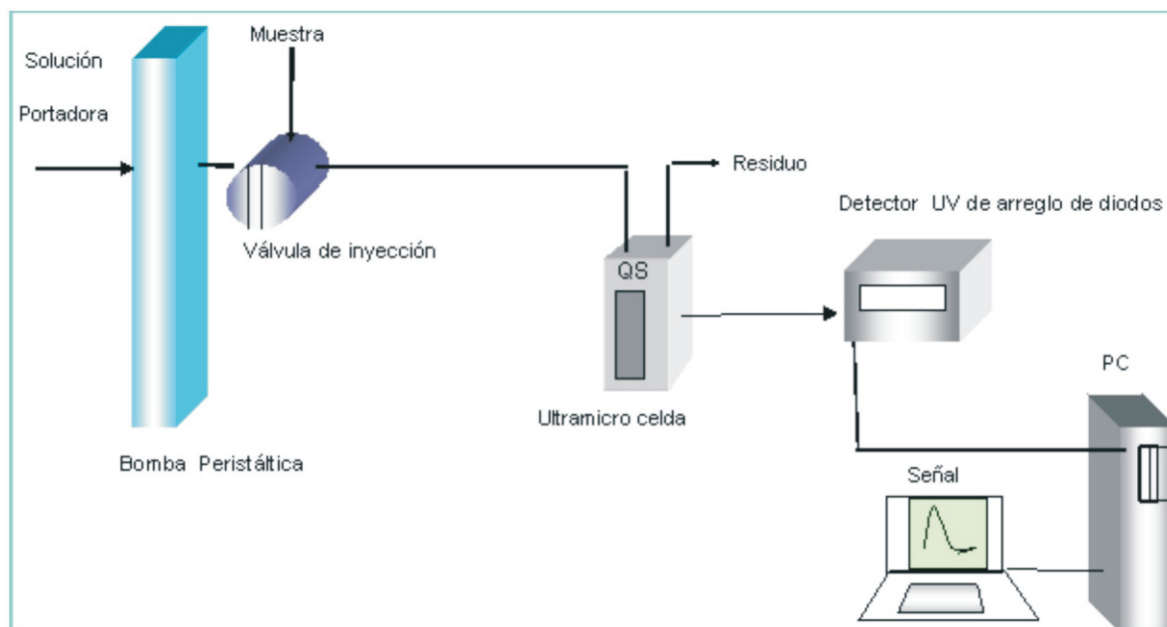 Solución
Portadora
Muestra
Válvula de inyección
Bomba Peristáltica
Residuo
QS
Ultramicro celda
Detector UV de arreglo de diodos
PC
Señal